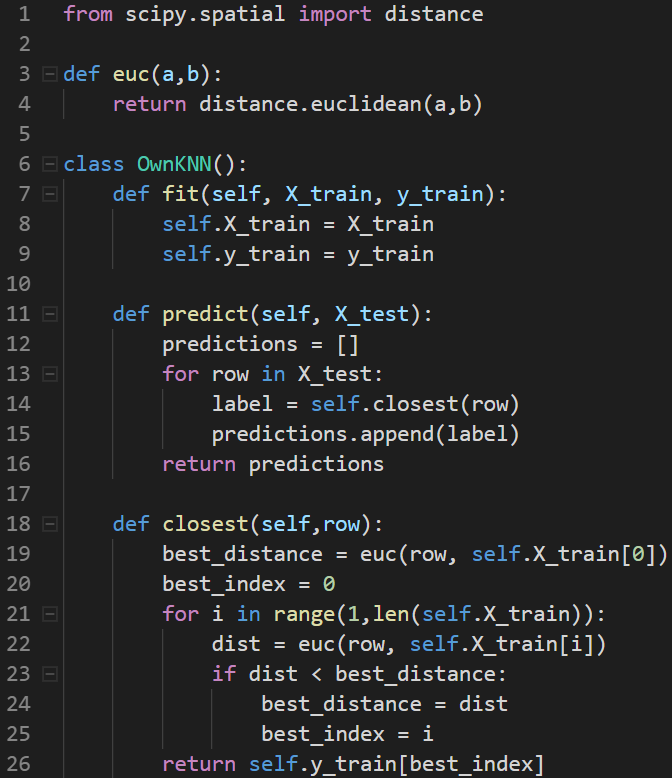 1 from scipy.spatial import distance
2
3 def euc(a,b):
4     return distance.euclidean(a,b)
5
6 class OwnKNN():
7     def fit(self, X_train, y_train):
8         self.X_train = X_train
9         self.y_train = y_train
10
11     def predict(self, X_test):
12         predictions = []
13         for row in X_test:
14             label = self.closest(row)
15             predictions.append(label)
16         return predictions
17
18     def closest(self,row):
19         best_distance = euc(row, self.X_train[0])
20         best_index = 0
21         for i in range(1,len(self.X_train)):
22             dist = euc(row, self.X_train[i])
23             if dist < best_distance:
24                 best_distance = dist
25                 best_index = i
26         return self.y_train[best_index]